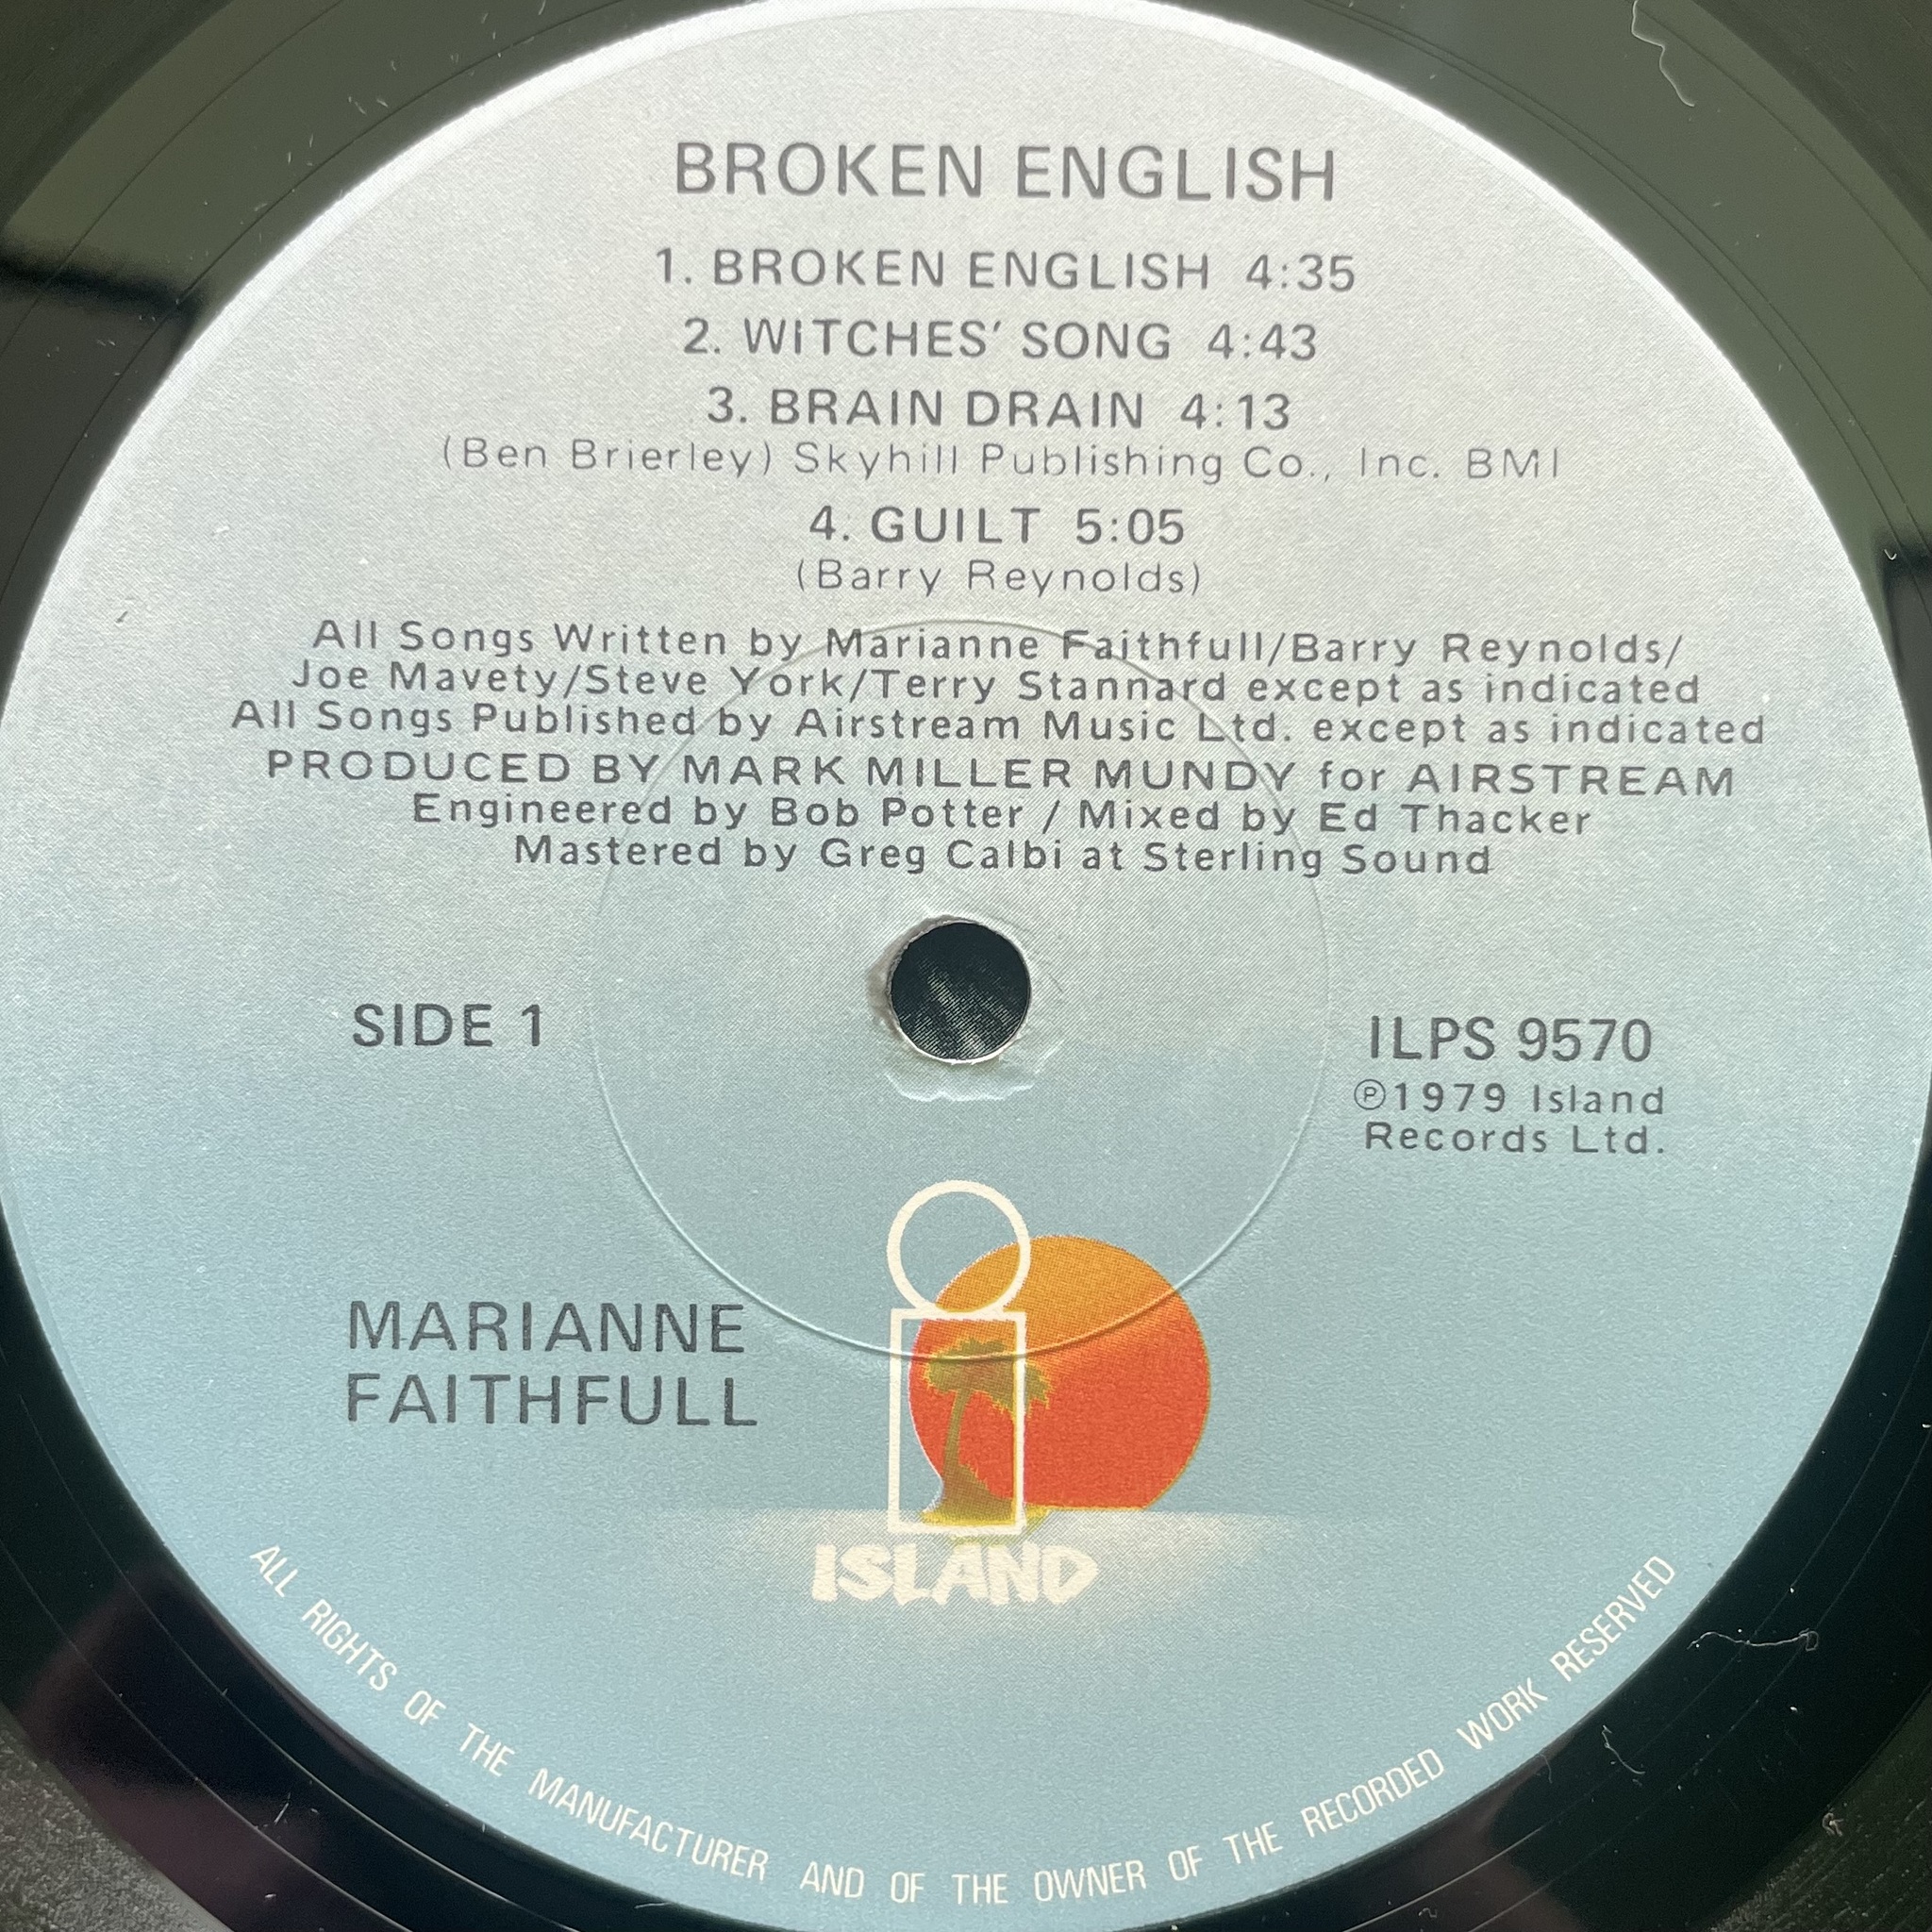 BROKEN ENGLISH
1. BROKEN ENGLISH 4:35
2. WITCHES' SONG 4:43
3. BRAIN DRAIN 4:13
(Ben Brierley) Skyhill Publishing Co., Inc. BMI
4. GUILT 5:05
(Barry Reynolds)
All Songs Written by Marianne Faithfull/Barry Reynolds/
Joe Mavety/Steve York/Terry Stannard except as indicated
All Songs Published by Airstream Music Ltd. except as indicated
PRODUCED BY MARK MILLER MUNDY for AIRSTREAM
Engineered by Bob Potter / Mixed by Ed Thacker
Mastered by Greg Calbi at Sterling Sound
SIDE 1
ILPS 9570
℗1979 Island
Records Ltd.
MARIANNE
FAITHFULL
ISLAND
ALL RIGHTS OF THE MANUFACTURER AND OF THE OWNER OF THE RECORDED WORK RESERVED